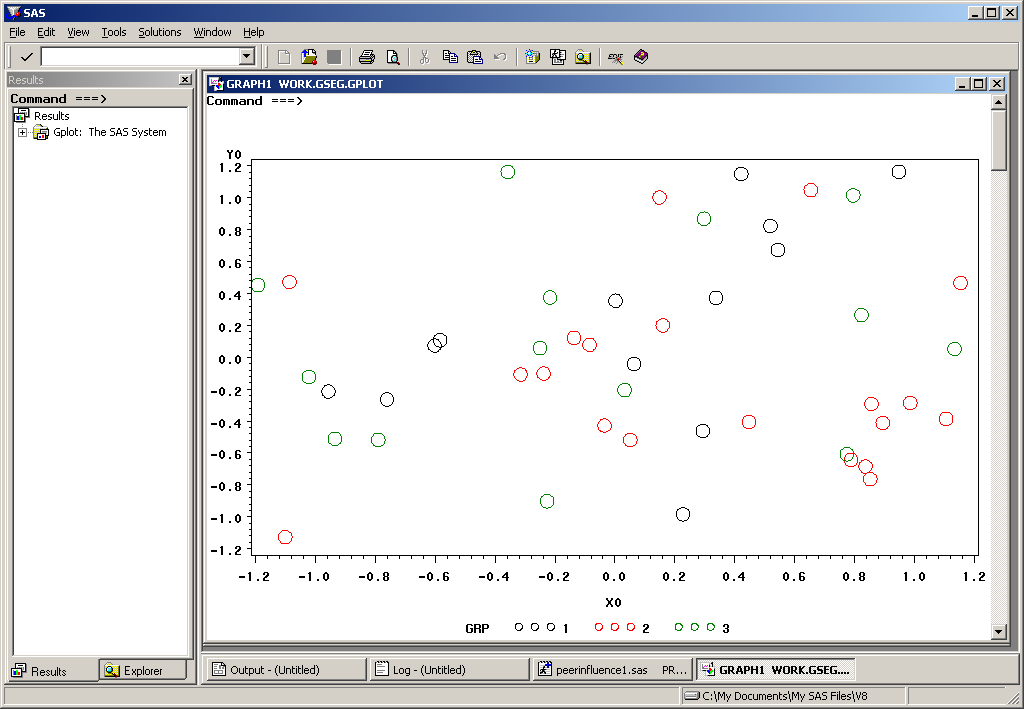 SAS
File Edit View Tools Solutions Window Help
Results
Command ===>
Results
Gplot: The SAS System
GRAPH1 WORK.GSEG.GPLOT
Command ===>
Y0
1.2
1.0
0.8
0.6
0.4
0.2
0.0
-0.2
-0.4
-0.6
-0.8
-1.0
-1.2
-1.2 -1.0 -0.8 -0.6 -0.4 -0.2 0.0 0.2 0.4 0.6 0.8 1.0 1.2
X0
GRP 1 2 3
Results Explorer
Output - (Untitled) Log - (Untitled) peerinfluence1.sas PR... GRAPH1 WORK.GSEG....
C:\My Documents\My SAS Files\V8